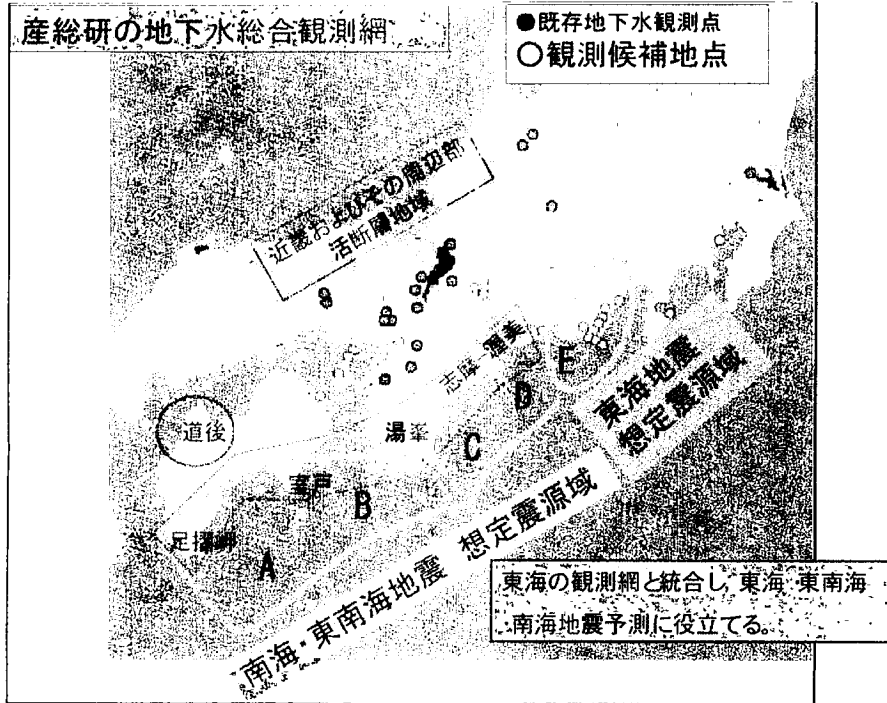 産総研の地下水総合観測網
●既存地下水観測点
○観測候補地点
近畿およびその周辺部
活断層地域
志摩−渥美
E
東海地震
想定震源域
D
道後
湯峯
C
室戸
B
足摺岬
A
南海・東南海地震 想定震源域
東海の観測網と統合し、東海 東南海
南海地震予測に役立てる。